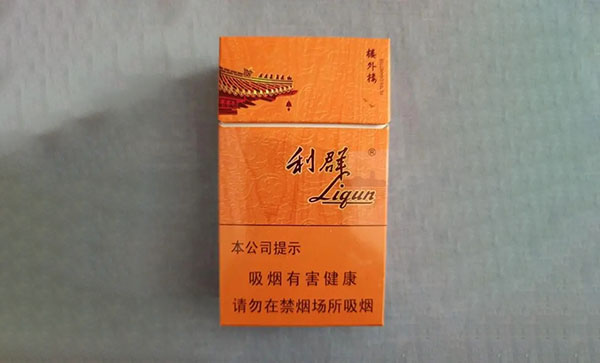 楼外楼
利群®
Liqun
本公司提示
吸烟有害健康
请勿在禁烟场所吸烟